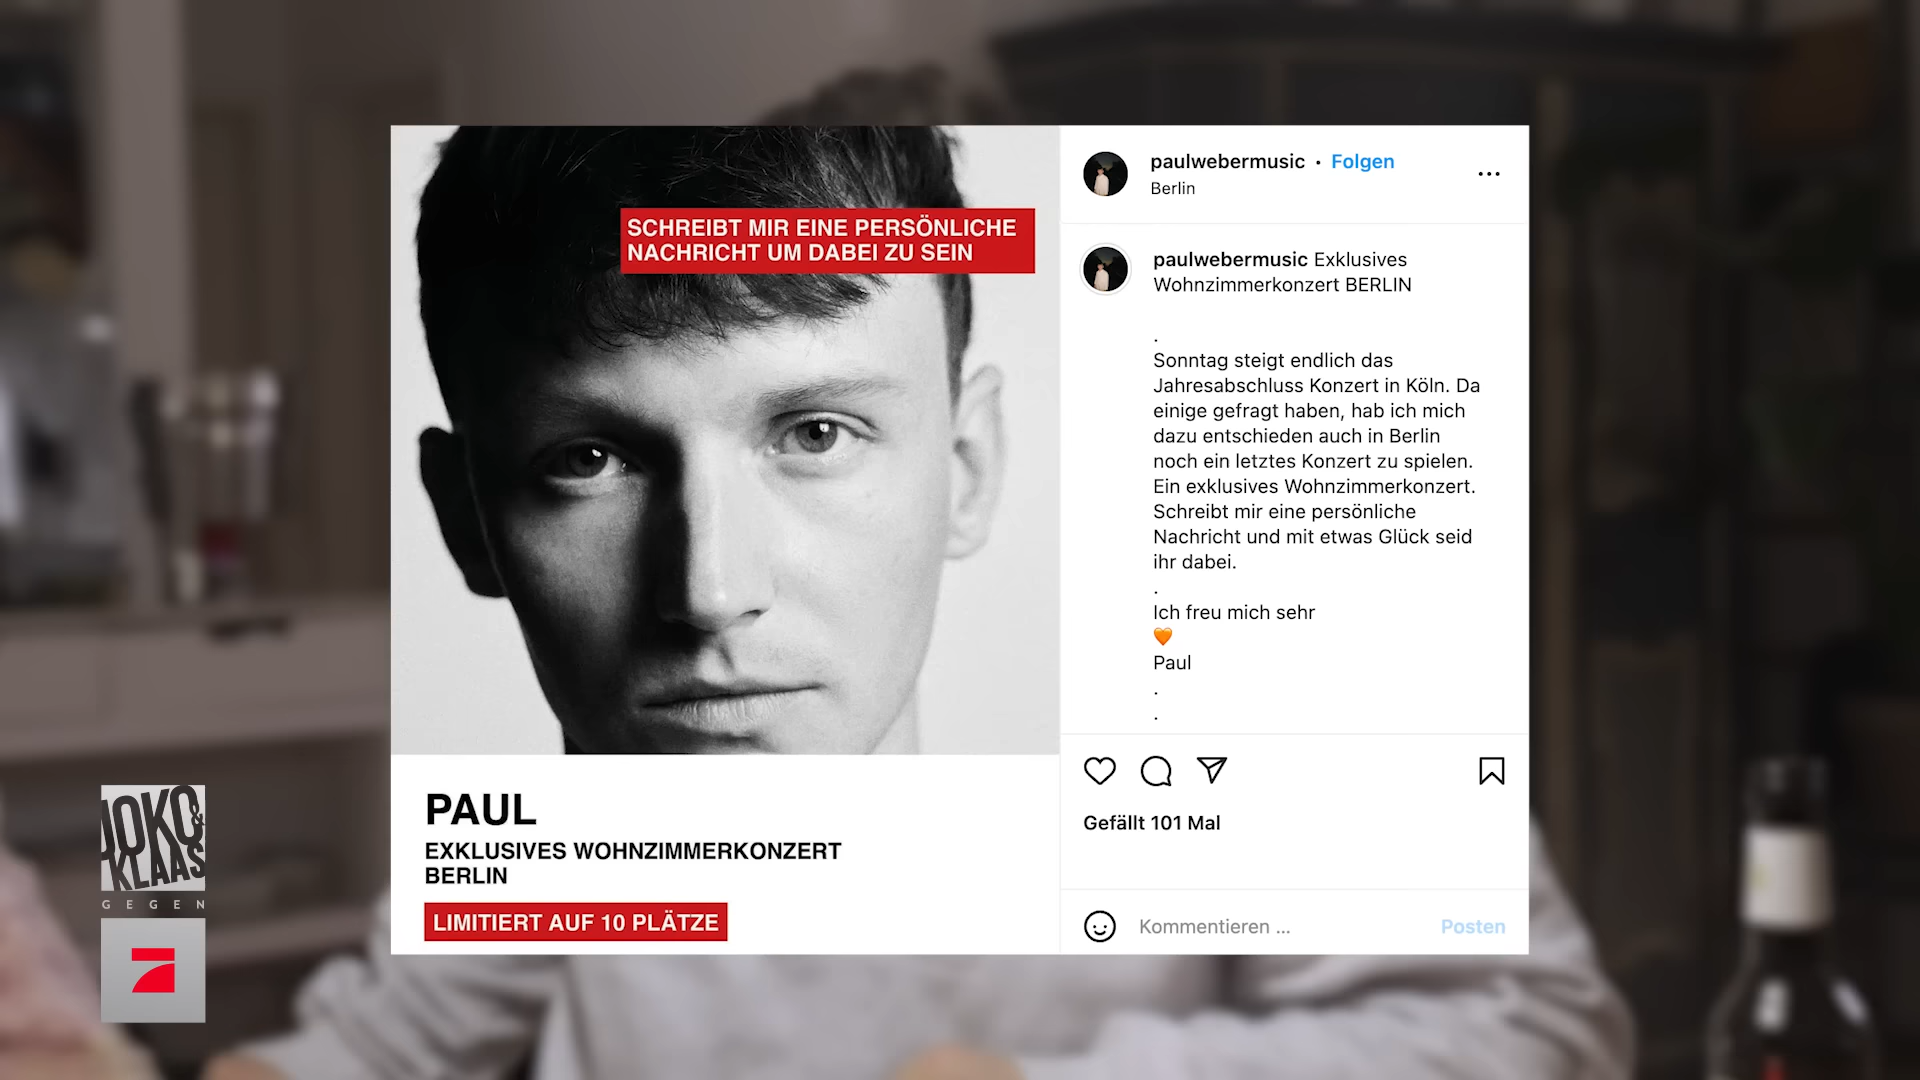 SCHREIBT MIR EINE PERSÖNLICHE
NACHRICHT UM DABEI ZU SEIN
PAUL
EXKLUSIVES WOHNZIMMERKONZERT
BERLIN
LIMITIERT AUF 10 PLÄTZE
paulwebermusic • Folgen
Berlin
paulwebermusic Exklusives
Wohnzimmerkonzert BERLIN
.
Sonntag steigt endlich das
Jahresabschluss Konzert in Köln. Da
einige gefragt haben, hab ich mich
dazu entschieden auch in Berlin
noch ein letztes Konzert zu spielen.
Ein exklusives Wohnzimmerkonzert.
Schreibt mir eine persönliche
Nachricht und mit etwas Glück seid
ihr dabei.
.
Ich freu mich sehr
🧡
Paul
.
.
Gefällt 101 Mal
Kommentieren ...
Posten
JOKO &
KLAAS
GEGEN
7